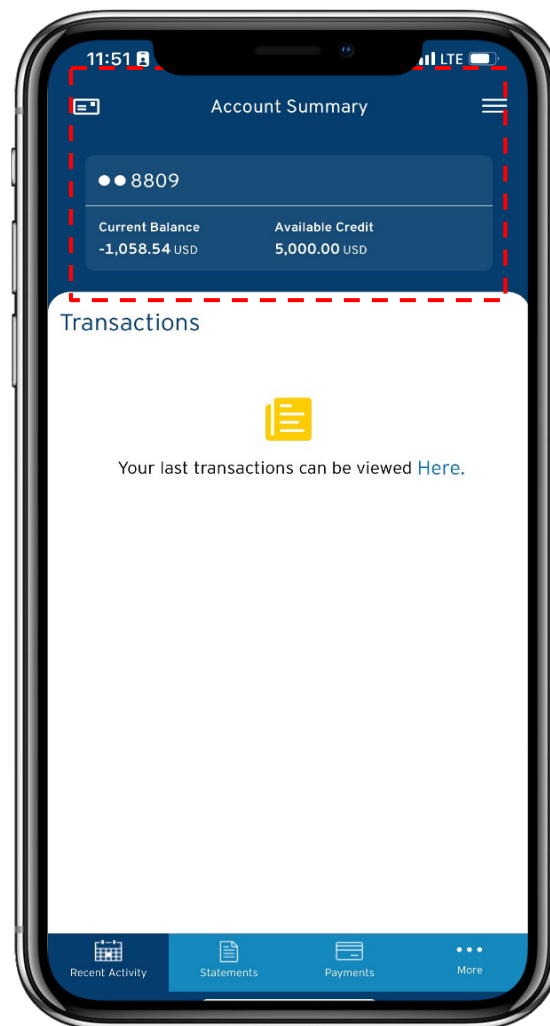 11:51 LTE
Account Summary
●●8809
Current Balance Available Credit
-1,058.54 USD 5,000.00 USD
Transactions
Your last transactions can be viewed Here.
Recent Activity Statements Payments More